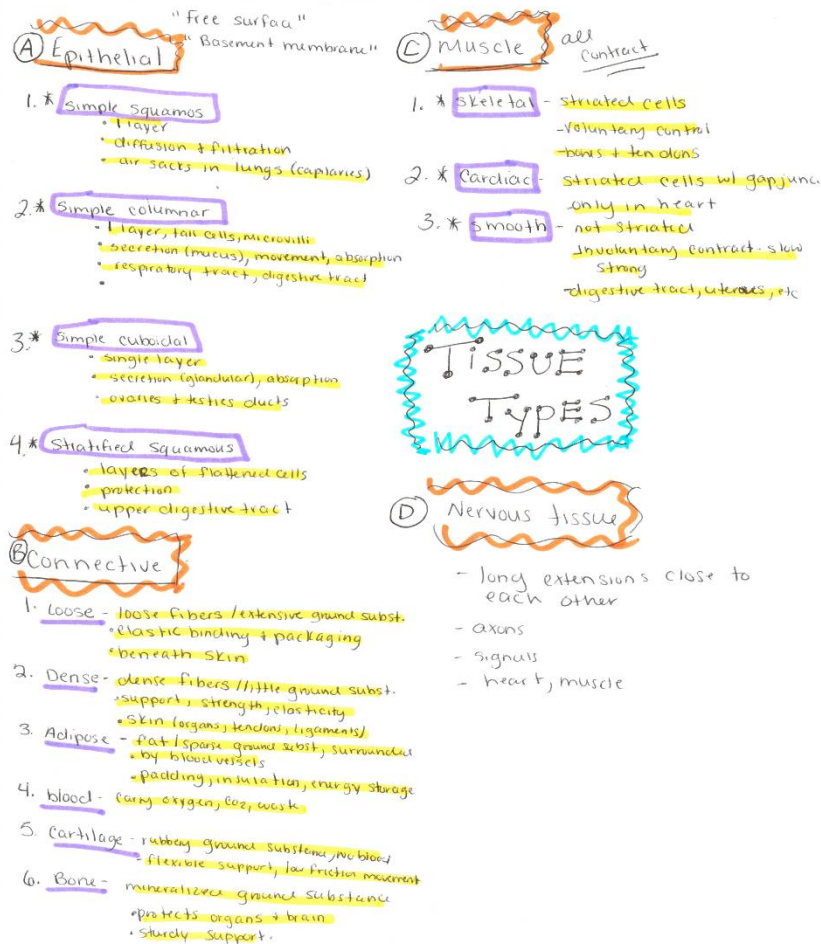 "Free surface"
A Epithelial
"Basement membrane"
1. * Simple squamos
• 1 layer
• diffusion & filtration
• air sacks in lungs (capilaries)
2. * Simple columnar
• 1 layer, tall cells, microvilli
• secretion (mucus), movement, absorption
• respiratory tract, digestive tract
•
3. * Simple cuboidal
• single layer
• secretion (glandular), absorption
• ovaries & testies ducts
4. * Stratified squamous
• layers of flattened cells
• protection
• upper digestive tract
B Connective
1. Loose - loose fibers / extensive ground subst.
• elastic binding & packaging
• beneath skin
2. Dense - dense fibers / little ground subst.
• support, strength, elasticity
• skin (organs, tendons, ligaments)
3. Adipose - fat / sparse ground subst, surrounded
• by blood vessels
• padding, insulation, energy storage
4. blood - carry oxygen, CO2, waste
5. Cartilage - rubbery ground substance, no blood
- flexible support, low friction movement
6. Bone - mineralized ground substance
• protects organs & brain
• sturdy support.
C Muscle
all contract
1. * Skeletal - striated cells
- voluntary control
- bones & tendons
2. * Cardiac - striated cells w/ gap junc.
only in heart
3. * smooth - not striated
Involuntary contract. slow
strong
- digestive tract, uterous, etc
TISSUE
TYPES
D Nervous tissue
- long extensions close to
each other
- axons
- signals
- heart, muscle